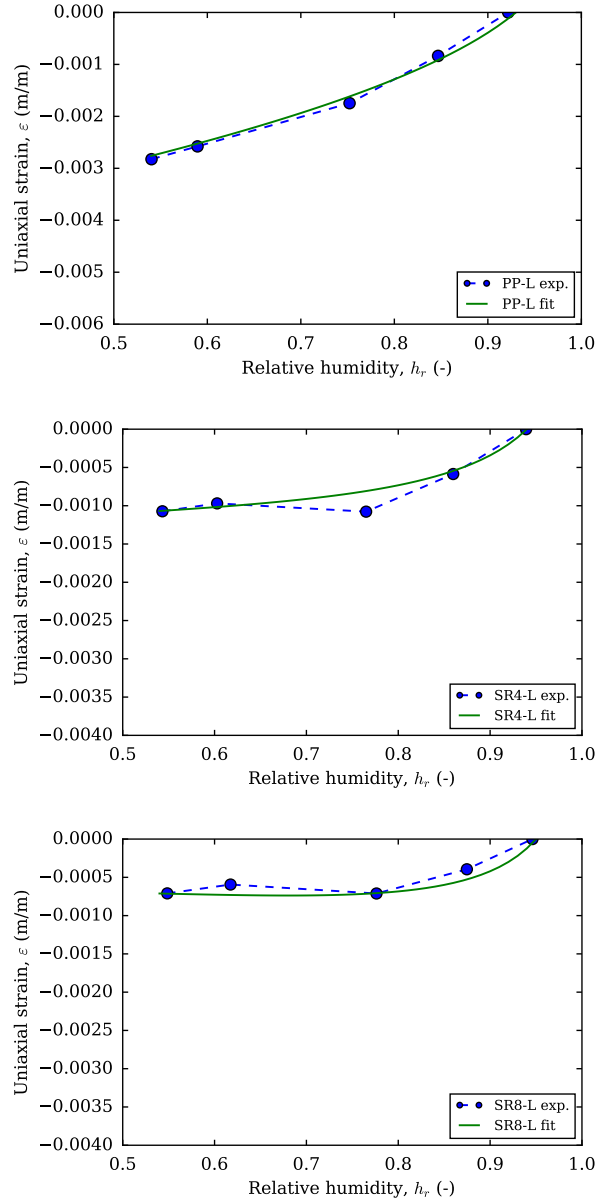 0.000
−0.001
−0.002
−0.003
−0.004
−0.005
−0.006
Uniaxial strain, ε (m/m)
PP-L exp.
PP-L fit
0.5 0.6 0.7 0.8 0.9 1.0
Relative humidity, hᵣ (-)
0.0000
−0.0005
−0.0010
−0.0015
−0.0020
−0.0025
−0.0030
−0.0035
−0.0040
Uniaxial strain, ε (m/m)
SR4-L exp.
SR4-L fit
0.5 0.6 0.7 0.8 0.9 1.0
Relative humidity, hᵣ (-)
0.0000
−0.0005
−0.0010
−0.0015
−0.0020
−0.0025
−0.0030
−0.0035
−0.0040
Uniaxial strain, ε (m/m)
SR8-L exp.
SR8-L fit
0.5 0.6 0.7 0.8 0.9 1.0
Relative humidity, hᵣ (-)